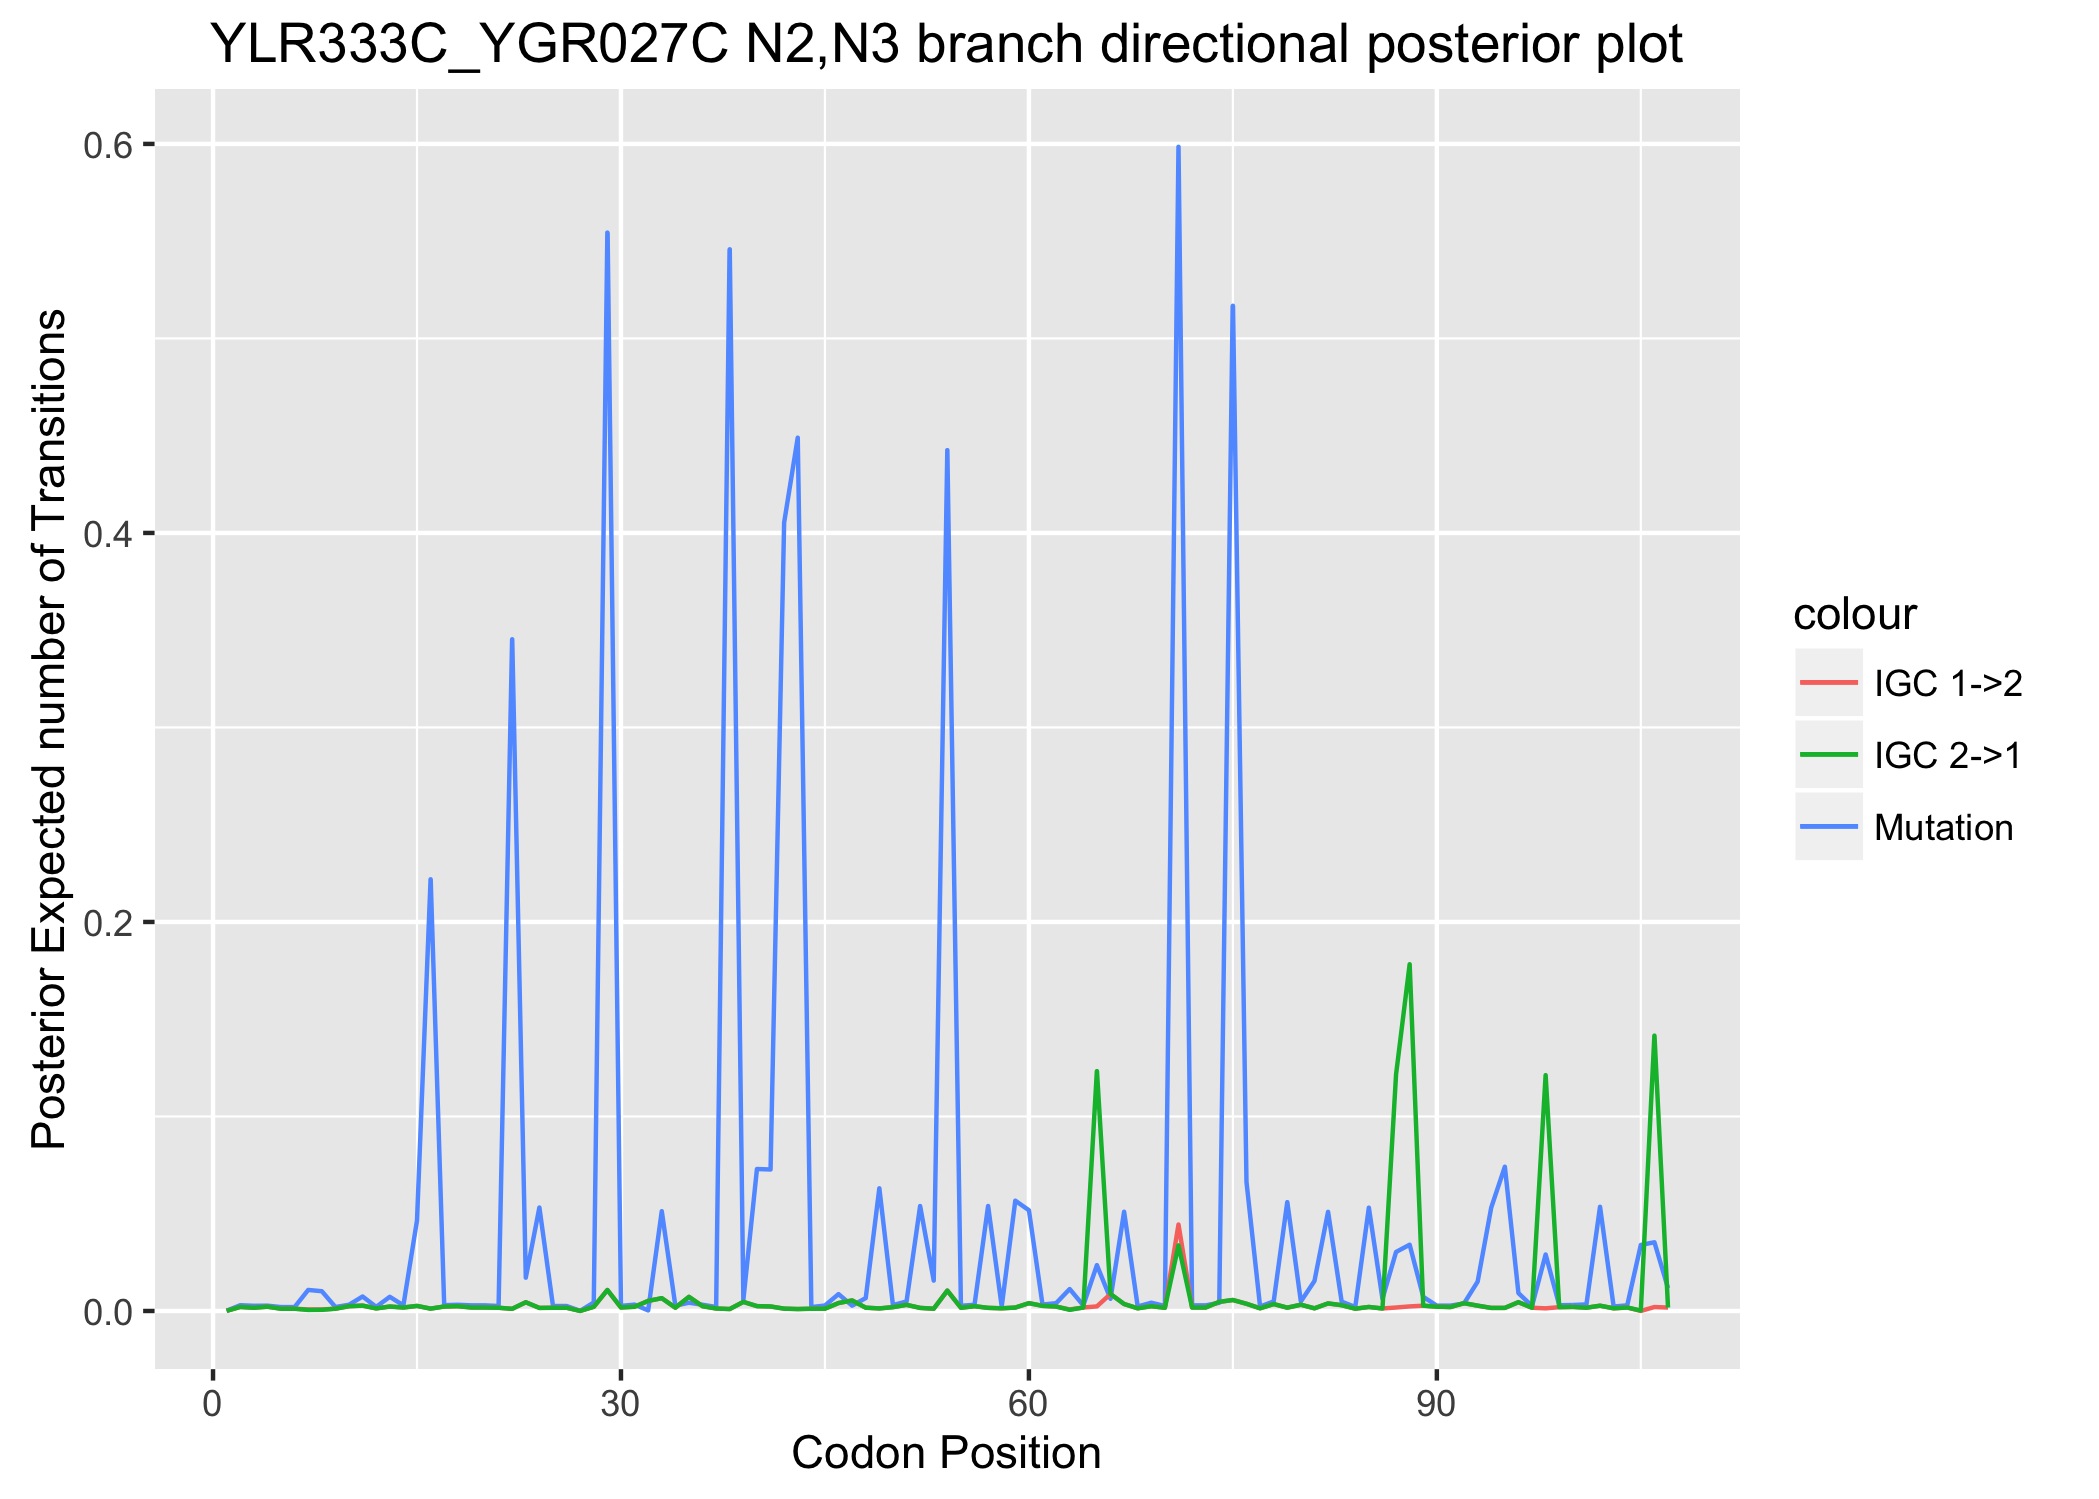 YLR333C_YGR027C N2,N3 branch directional posterior plot
Posterior Expected number of Transitions
0.6
0.4
0.2
0.0
0
30
60
90
Codon Position
colour
IGC 1->2
IGC 2->1
Mutation